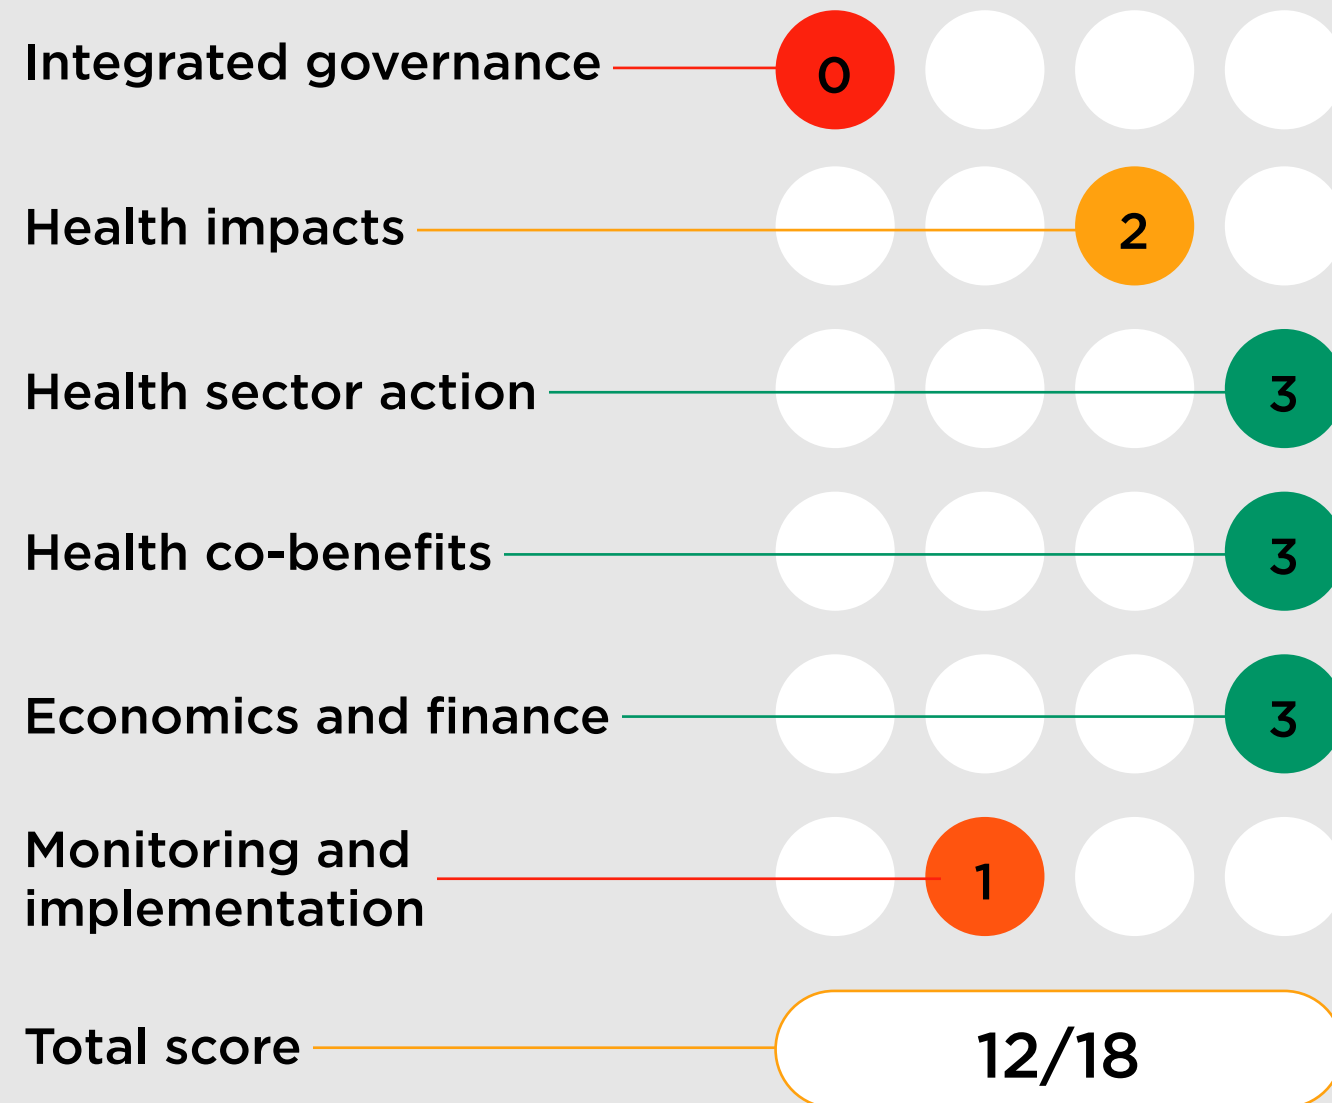 Integrated governance 0
Health impacts 2
Health sector action 3
Health co-benefits 3
Economics and finance 3
Monitoring and
implementation 1
Total score 12/18